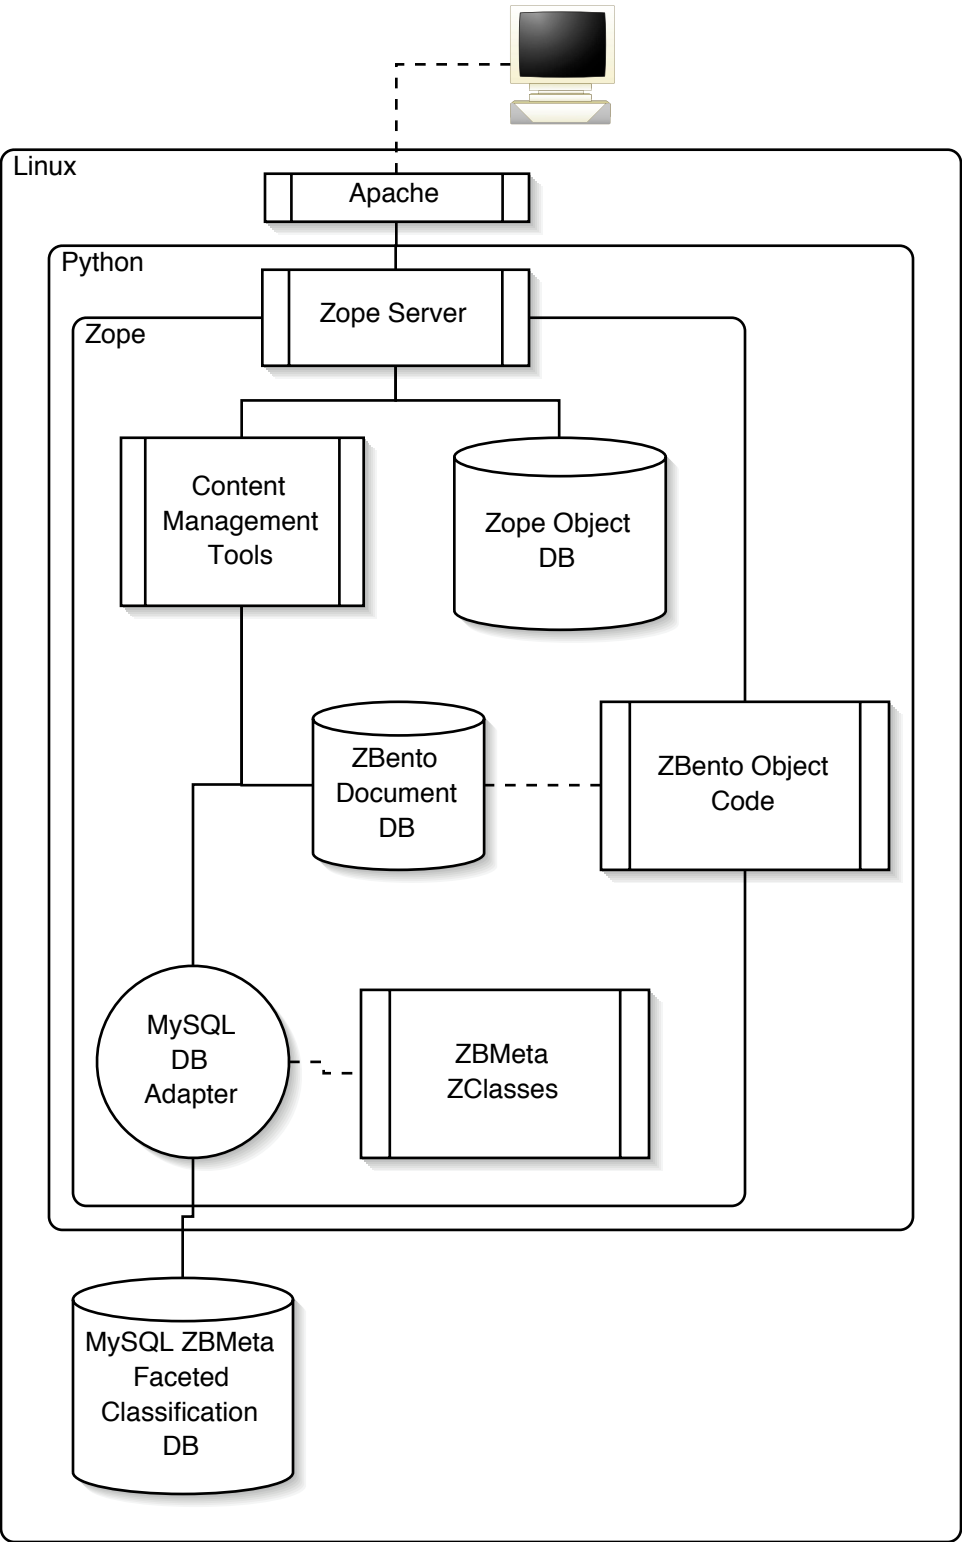 Linux
Apache
Python
Zope Server
Zope
Content
Management
Tools
Zope Object
DB
ZBento
Document
DB
ZBento Object
Code
MySQL
DB
Adapter
ZBMeta
ZClasses
MySQL ZBMeta
Faceted
Classification
DB